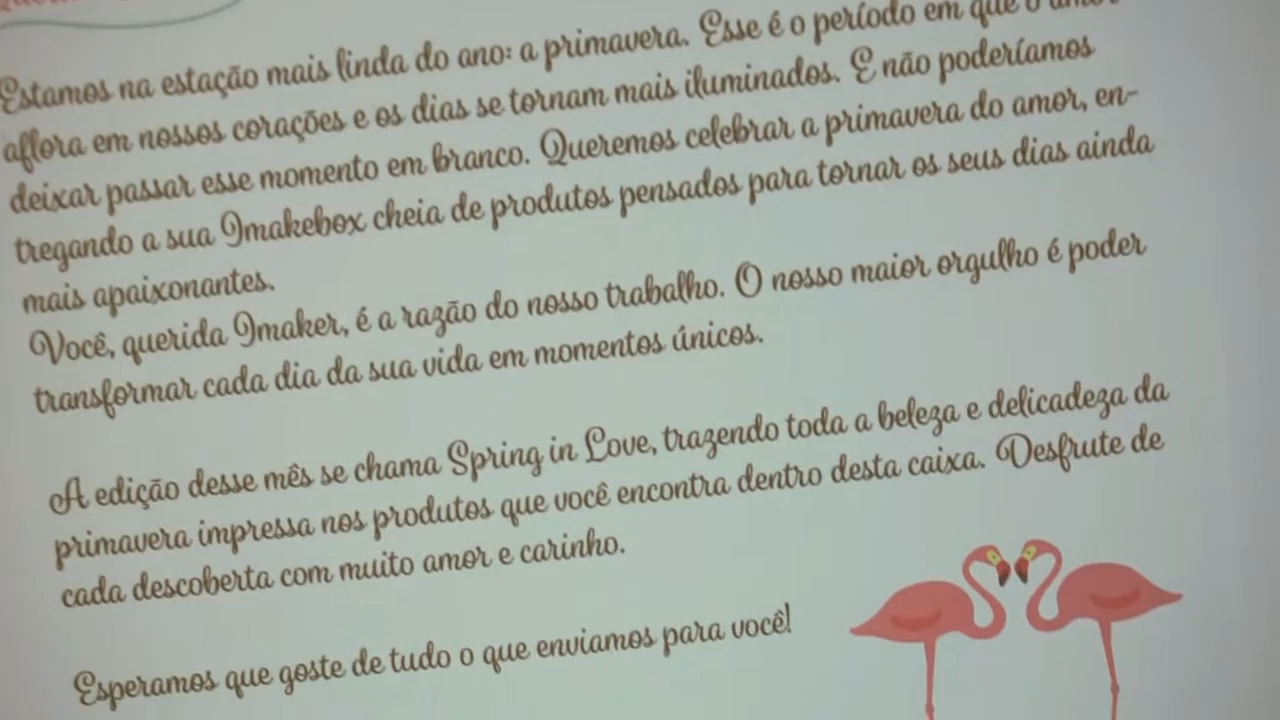 Estamos na estação mais linda do ano: a primavera. Esse é o período em que o amor
aflora em nossos corações e os dias se tornam mais iluminados. E não poderíamos
deixar passar esse momento em branco. Queremos celebrar a primavera do amor, en-
tregando a sua Imakebox cheia de produtos pensados para tornar os seus dias ainda
mais apaixonantes.
Você, querida Imaker, é a razão do nosso trabalho. O nosso maior orgulho é poder
transformar cada dia da sua vida em momentos únicos.
A edição desse mês se chama Spring in Love, trazendo toda a beleza e delicadeza da
primavera impressa nos produtos que você encontra dentro desta caixa. Desfrute de
cada descoberta com muito amor e carinho.
Esperamos que goste de tudo o que enviamos para você!